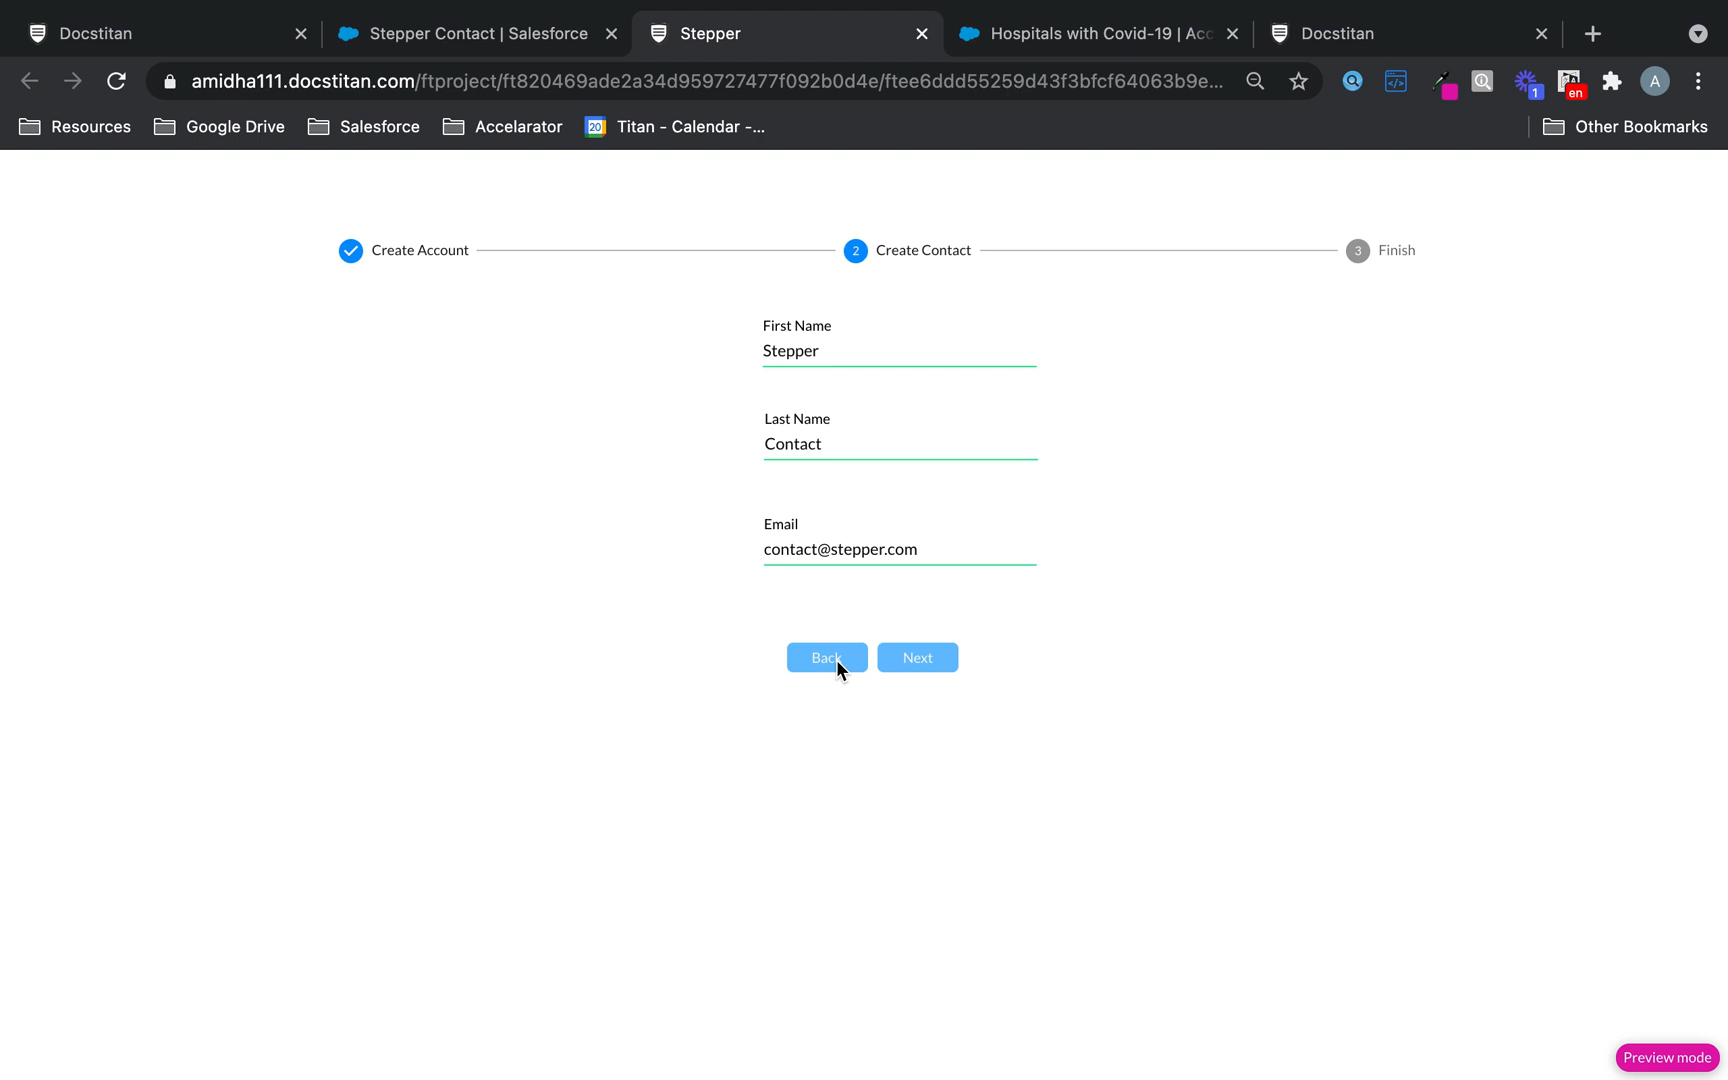 Docstitan
Stepper Contact | Salesforce
Stepper
Hospitals with Covid-19 | Acc
Docstitan
amidha111.docstitan.com/ftproject/ft820469ade2a34d959727477f092b0d4e/ftee6ddd55259d43f3bfcf64063b9e...
1
en
A
Resources
Google Drive
Salesforce
Accelarator
20
Titan - Calendar -...
Other Bookmarks
Create Account
2
Create Contact
3
Finish
First Name
Stepper
Last Name
Contact
Email
contact@stepper.com
Back
Next
Preview mode